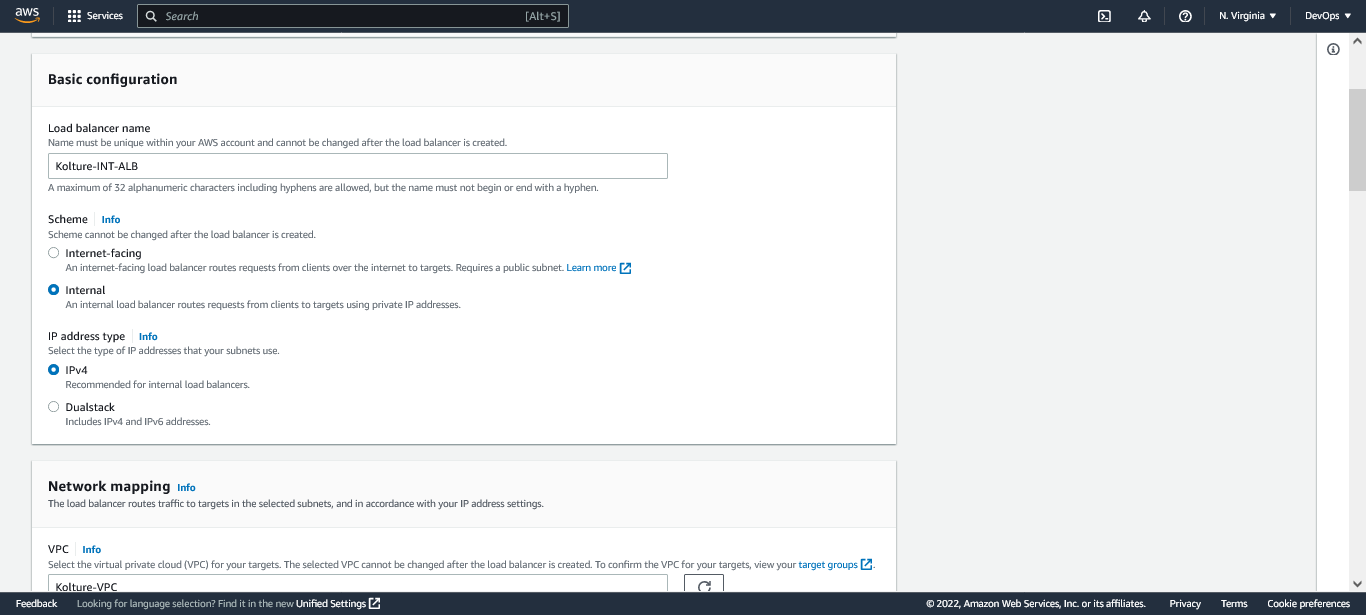 aws Services Search [Alt+S] N. Virginia ▼ DevOps ▼
Basic configuration
Load balancer name
Name must be unique within your AWS account and cannot be changed after the load balancer is created.
Kolture-INT-ALB
A maximum of 32 alphanumeric characters including hyphens are allowed, but the name must not begin or end with a hyphen.
Scheme Info
Scheme cannot be changed after the load balancer is created.
Internet-facing
An internet-facing load balancer routes requests from clients over the internet to targets. Requires a public subnet. Learn more
Internal
An internal load balancer routes requests from clients to targets using private IP addresses.
IP address type Info
Select the type of IP addresses that your subnets use.
IPv4
Recommended for internal load balancers.
Dualstack
Includes IPv4 and IPv6 addresses.
Network mapping Info
The load balancer routes traffic to targets in the selected subnets, and in accordance with your IP address settings.
VPC Info
Select the virtual private cloud (VPC) for your targets. The selected VPC cannot be changed after the load balancer is created. To confirm the VPC for your targets, view your target groups.
Kolture-VPC
Feedback Looking for language selection? Find it in the new Unified Settings © 2022, Amazon Web Services, Inc. or its affiliates. Privacy Terms Cookie preferences